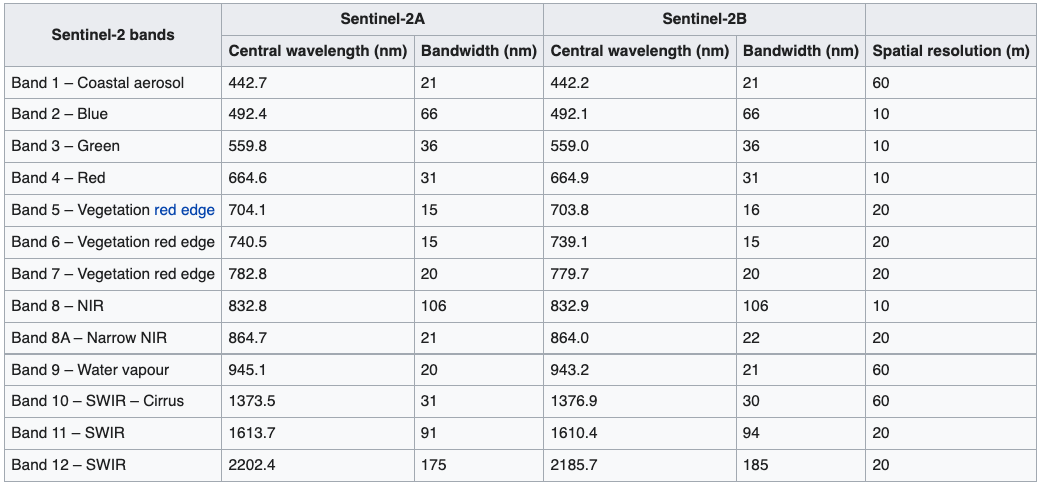 Sentinel-2 bands Sentinel-2A Sentinel-2B
Central wavelength (nm) Bandwidth (nm) Central wavelength (nm) Bandwidth (nm) Spatial resolution (m)
Band 1 – Coastal aerosol 442.7 21 442.2 21 60
Band 2 – Blue 492.4 66 492.1 66 10
Band 3 – Green 559.8 36 559.0 36 10
Band 4 – Red 664.6 31 664.9 31 10
Band 5 – Vegetation red edge 704.1 15 703.8 16 20
Band 6 – Vegetation red edge 740.5 15 739.1 15 20
Band 7 – Vegetation red edge 782.8 20 779.7 20 20
Band 8 – NIR 832.8 106 832.9 106 10
Band 8A – Narrow NIR 864.7 21 864.0 22 20
Band 9 – Water vapour 945.1 20 943.2 21 60
Band 10 – SWIR – Cirrus 1373.5 31 1376.9 30 60
Band 11 – SWIR 1613.7 91 1610.4 94 20
Band 12 – SWIR 2202.4 175 2185.7 185 20